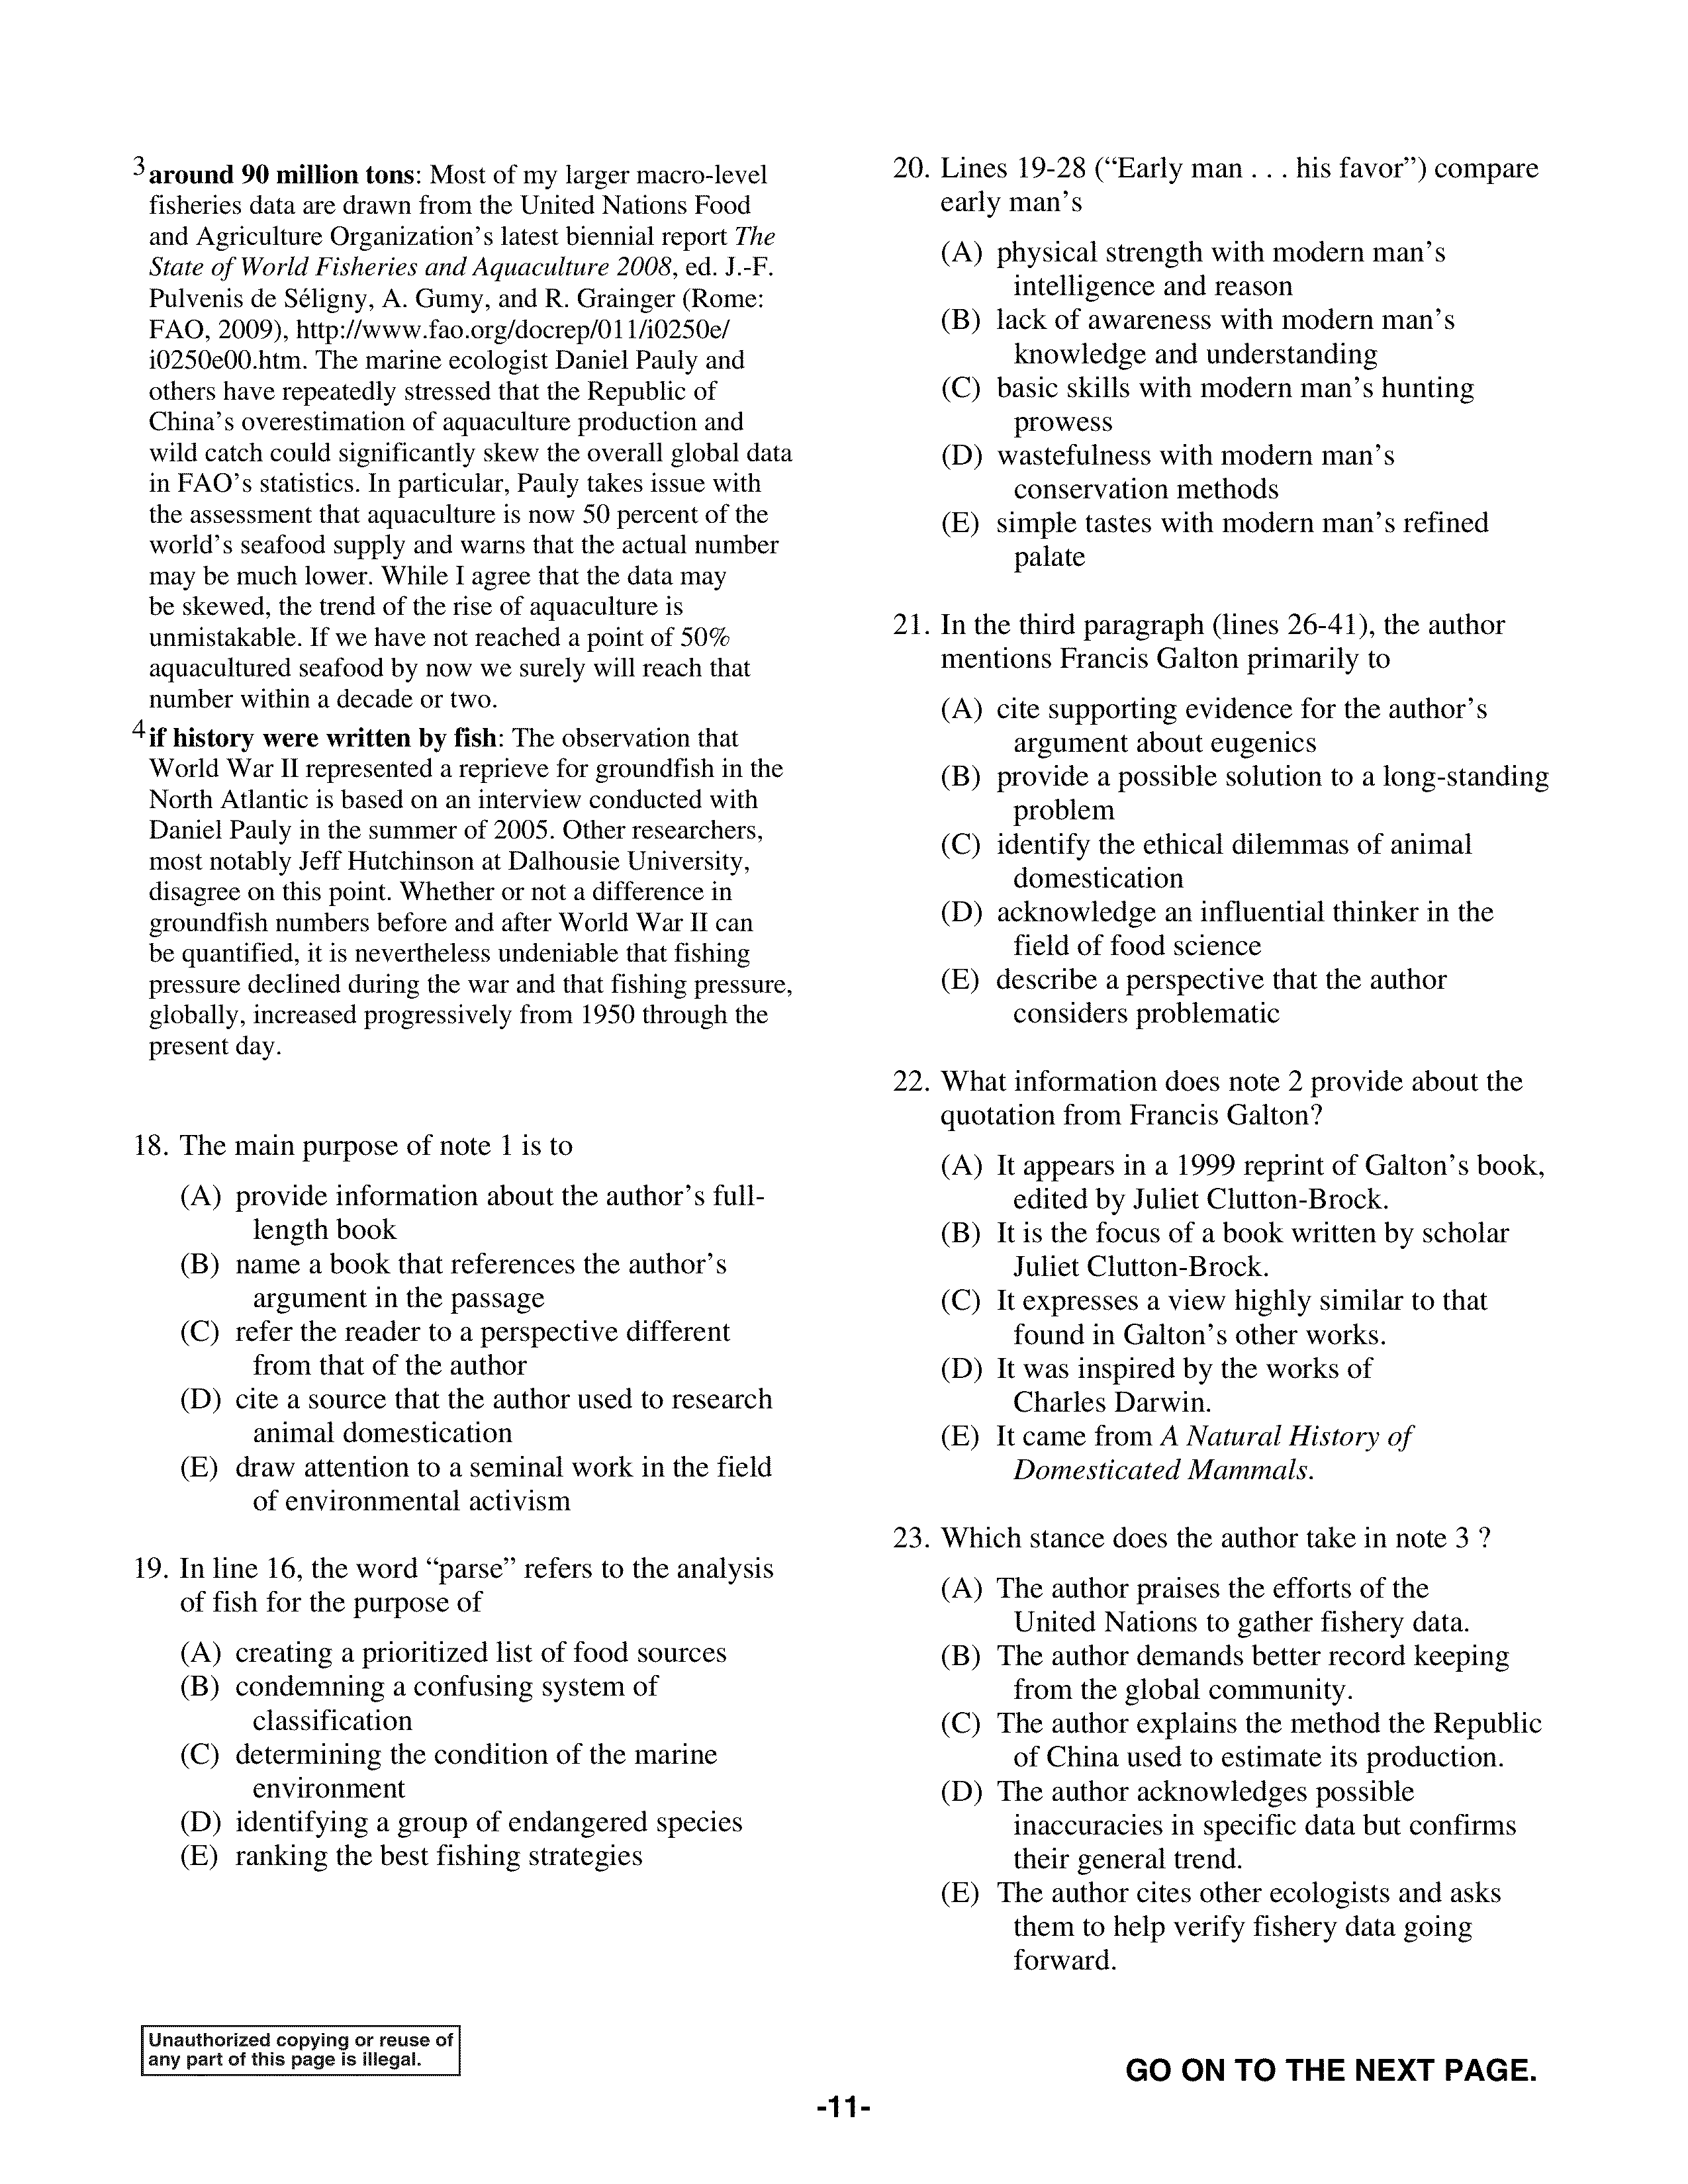 3 around 90 million tons: Most of my larger macro-level
fisheries data are drawn from the United Nations Food
and Agriculture Organization's latest biennial report The
State of World Fisheries and Aquaculture 2008, ed. J.-F.
Pulvenis de Séligny, A. Gumy, and R. Grainger (Rome:
FAO, 2009), http://www.fao.org/docrep/011/i0250e/
i0250e00.htm. The marine ecologist Daniel Pauly and
others have repeatedly stressed that the Republic of
China's overestimation of aquaculture production and
wild catch could significantly skew the overall global data
in FAO's statistics. In particular, Pauly takes issue with
the assessment that aquaculture is now 50 percent of the
world's seafood supply and warns that the actual number
may be much lower. While I agree that the data may
be skewed, the trend of the rise of aquaculture is
unmistakable. If we have not reached a point of 50%
aquacultured seafood by now we surely will reach that
number within a decade or two.
4 if history were written by fish: The observation that
World War II represented a reprieve for groundfish in the
North Atlantic is based on an interview conducted with
Daniel Pauly in the summer of 2005. Other researchers,
most notably Jeff Hutchinson at Dalhousie University,
disagree on this point. Whether or not a difference in
groundfish numbers before and after World War II can
be quantified, it is nevertheless undeniable that fishing
pressure declined during the war and that fishing pressure,
globally, increased progressively from 1950 through the
present day.
18. The main purpose of note 1 is to
(A) provide information about the author's full-
length book
(B) name a book that references the author's
argument in the passage
(C) refer the reader to a perspective different
from that of the author
(D) cite a source that the author used to research
animal domestication
(E) draw attention to a seminal work in the field
of environmental activism
19. In line 16, the word “parse” refers to the analysis
of fish for the purpose of
(A) creating a prioritized list of food sources
(B) condemning a confusing system of
classification
(C) determining the condition of the marine
environment
(D) identifying a group of endangered species
(E) ranking the best fishing strategies
20. Lines 19-28 (“Early man . . . his favor”) compare
early man's
(A) physical strength with modern man's
intelligence and reason
(B) lack of awareness with modern man's
knowledge and understanding
(C) basic skills with modern man's hunting
prowess
(D) wastefulness with modern man's
conservation methods
(E) simple tastes with modern man's refined
palate
21. In the third paragraph (lines 26-41), the author
mentions Francis Galton primarily to
(A) cite supporting evidence for the author's
argument about eugenics
(B) provide a possible solution to a long-standing
problem
(C) identify the ethical dilemmas of animal
domestication
(D) acknowledge an influential thinker in the
field of food science
(E) describe a perspective that the author
considers problematic
22. What information does note 2 provide about the
quotation from Francis Galton?
(A) It appears in a 1999 reprint of Galton's book,
edited by Juliet Clutton-Brock.
(B) It is the focus of a book written by scholar
Juliet Clutton-Brock.
(C) It expresses a view highly similar to that
found in Galton's other works.
(D) It was inspired by the works of
Charles Darwin.
(E) It came from A Natural History of
Domesticated Mammals.
23. Which stance does the author take in note 3 ?
(A) The author praises the efforts of the
United Nations to gather fishery data.
(B) The author demands better record keeping
from the global community.
(C) The author explains the method the Republic
of China used to estimate its production.
(D) The author acknowledges possible
inaccuracies in specific data but confirms
their general trend.
(E) The author cites other ecologists and asks
them to help verify fishery data going
forward.
Unauthorized copying or reuse of
any part of this page is illegal.
GO ON TO THE NEXT PAGE.
-11-